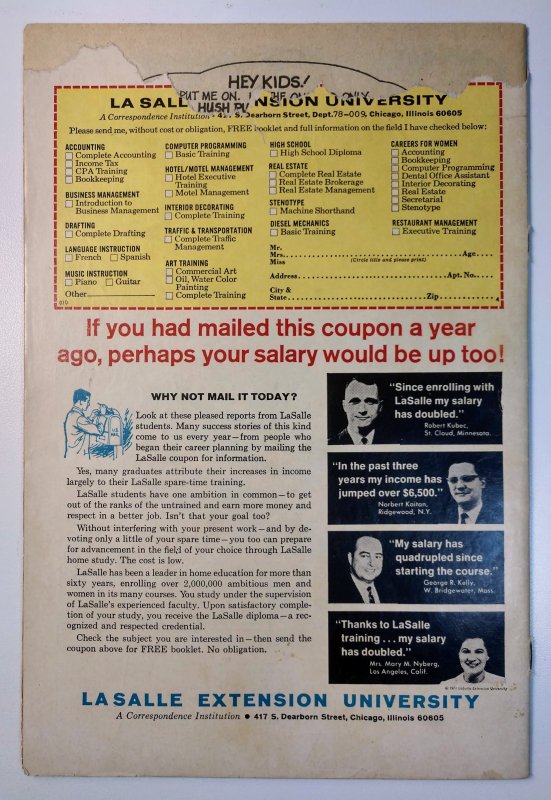 HEY KIDS!
PUT ME ON. ONLY
HUSH PU
LA SALL ENSION UNIVERSITY
A Correspondence Institution S. Dearborn Street, Dept.78-009, Chicago, Illinois 60605
Please send me, without cost or obligation, FREE booklet and full information on the field I have checked below:
ACCOUNTING
Complete Accounting
Income Tax
CPA Training
Bookkeeping
BUSINESS MANAGEMENT
Introduction to
Business Management
DRAFTING
Complete Drafting
LANGUAGE INSTRUCTION
French Spanish
MUSIC INSTRUCTION
Piano Guitar
Other
010
COMPUTER PROGRAMMING
Basic Training
HOTEL/MOTEL MANAGEMENT
Hotel Executive
Training
Motel Management
INTERIOR DECORATING
Complete Training
TRAFFIC & TRANSPORTATION
Complete Traffic
Management
ART TRAINING
Commercial Art
Oil, Water Color
Painting
Complete Training
HIGH SCHOOL
High School Diploma
REAL ESTATE
Complete Real Estate
Real Estate Brokerage
Real Estate Management
STENOTYPE
Machine Shorthand
DIESEL MECHANICS
Basic Training
CAREERS FOR WOMEN
Accounting
Bookkeeping
Computer Programming
Dental Office Assistant
Interior Decorating
Real Estate
Secretarial
Stenotype
RESTAURANT MANAGEMENT
Executive Training
Mr.
Mrs. Age
Miss (Circle title and please print)
Address Apt. No.
City &
State Zip 4
If you had mailed this coupon a year
ago, perhaps your salary would be up too!
WHY NOT MAIL IT TODAY?
Look at these pleased reports from LaSalle
students. Many success stories of this kind
come to us every year—from people who
began their career planning by mailing the
LaSalle coupon for information.
Yes, many graduates attribute their increases in income
largely to their LaSalle spare-time training.
LaSalle students have one ambition in common—to get
out of the ranks of the untrained and earn more money and
respect in a better job. Isn't that your goal too?
Without interfering with your present work—and by de-
voting only a little of your spare time—you too can prepare
for advancement in the field of your choice through LaSalle
home study. The cost is low.
LaSalle has been a leader in home education for more than
sixty years, enrolling over 2,000,000 ambitious men and
women in its many courses. You study under the supervision
of LaSalle's experienced faculty. Upon satisfactory comple-
tion of your study, you receive the LaSalle diploma—a rec-
ognized and respected credential.
Check the subject you are interested in—then send the
coupon above for FREE booklet. No obligation.
"Since enrolling with
LaSalle my salary
has doubled."
Robert Kubec,
St. Cloud, Minnesota.
"In the past three
years my income has
jumped over $6,500."
Norbert Kaitan,
Ridgewood, N.Y.
"My salary has
quadrupled since
starting the course."
George R. Kelly,
W. Bridgewater, Mass.
"Thanks to LaSalle
training . . . my salary
has doubled."
Mrs. Mary M. Nyberg,
Los Angeles, Calif.
© 1971 LaSalle Extension University
LA SALLE EXTENSION UNIVERSITY
A Correspondence Institution • 417 S. Dearborn Street, Chicago, Illinois 60605